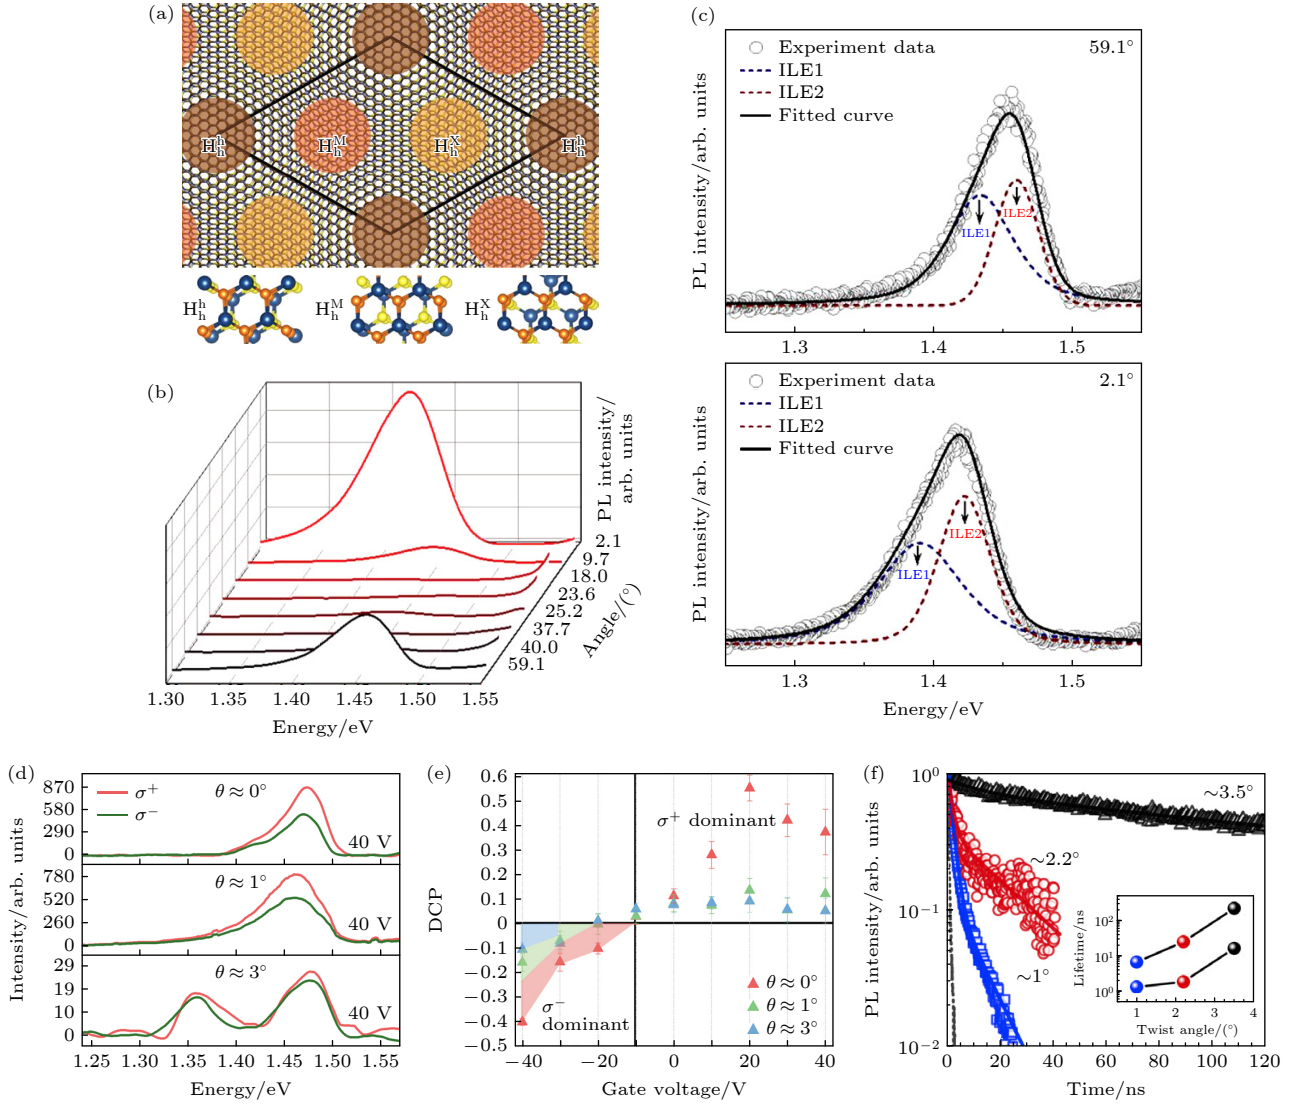 (a)
H_h^h
H_h^M
H_h^X
H_h^h
H_h^h
H_h^M
H_h^X
(b)
PL intensity/
arb. units
2.1
9.7
18.0
23.6
25.2
37.7
40.0
59.1
Angle/(°)
1.30 1.35 1.40 1.45 1.50 1.55
Energy/eV
(c)
Experiment data 59.1°
ILE1
ILE2
Fitted curve
ILE1
ILE2
PL intensity/arb. units
1.3 1.4 1.5
Experiment data 2.1°
ILE1
ILE2
Fitted curve
ILE2
ILE1
PL intensity/arb. units
1.3 1.4 1.5
Energy/eV
(d)
σ+
σ−
θ ≈ 0°
40 V
870
580
290
0
θ ≈ 1°
40 V
780
520
260
0
θ ≈ 3°
40 V
29
19
10
0
Intensity/arb. units
1.25 1.30 1.35 1.40 1.45 1.50 1.55
Energy/eV
(e)
DCP
0.6
0.5
0.4
0.3
0.2
0.1
0
−0.1
−0.2
−0.3
−0.4
−0.5
σ+ dominant
σ−
dominant
θ ≈ 0°
θ ≈ 1°
θ ≈ 3°
−40 −20 0 20 40
Gate voltage/V
(f)
PL intensity/arb. units
10^0
10^−1
10^−2
~3.5°
~2.2°
~1°
Lifetime/ns
10^2
10^1
10^0
1 2 3 4
Twist angle/(°)
0 20 40 60 80 100 120
Time/ns